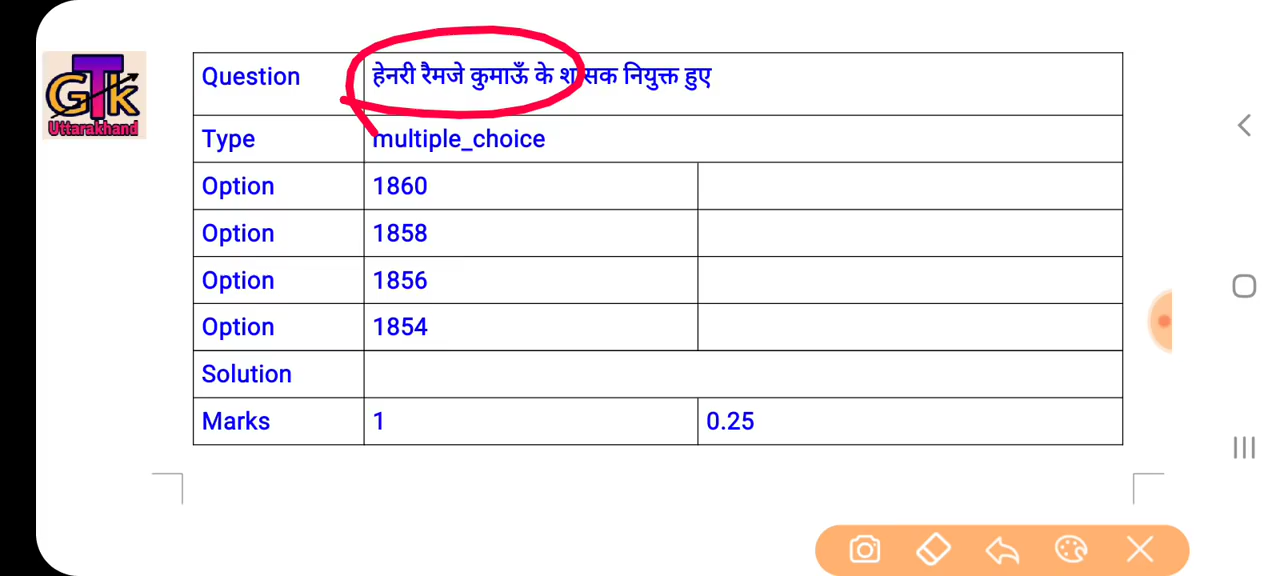 GTK
Uttarakhand
Question हेनरी रैमजे कुमाऊँ के शासक नियुक्त हुए
Type multiple_choice
Option 1860
Option 1858
Option 1856
Option 1854
Solution
Marks 1 0.25